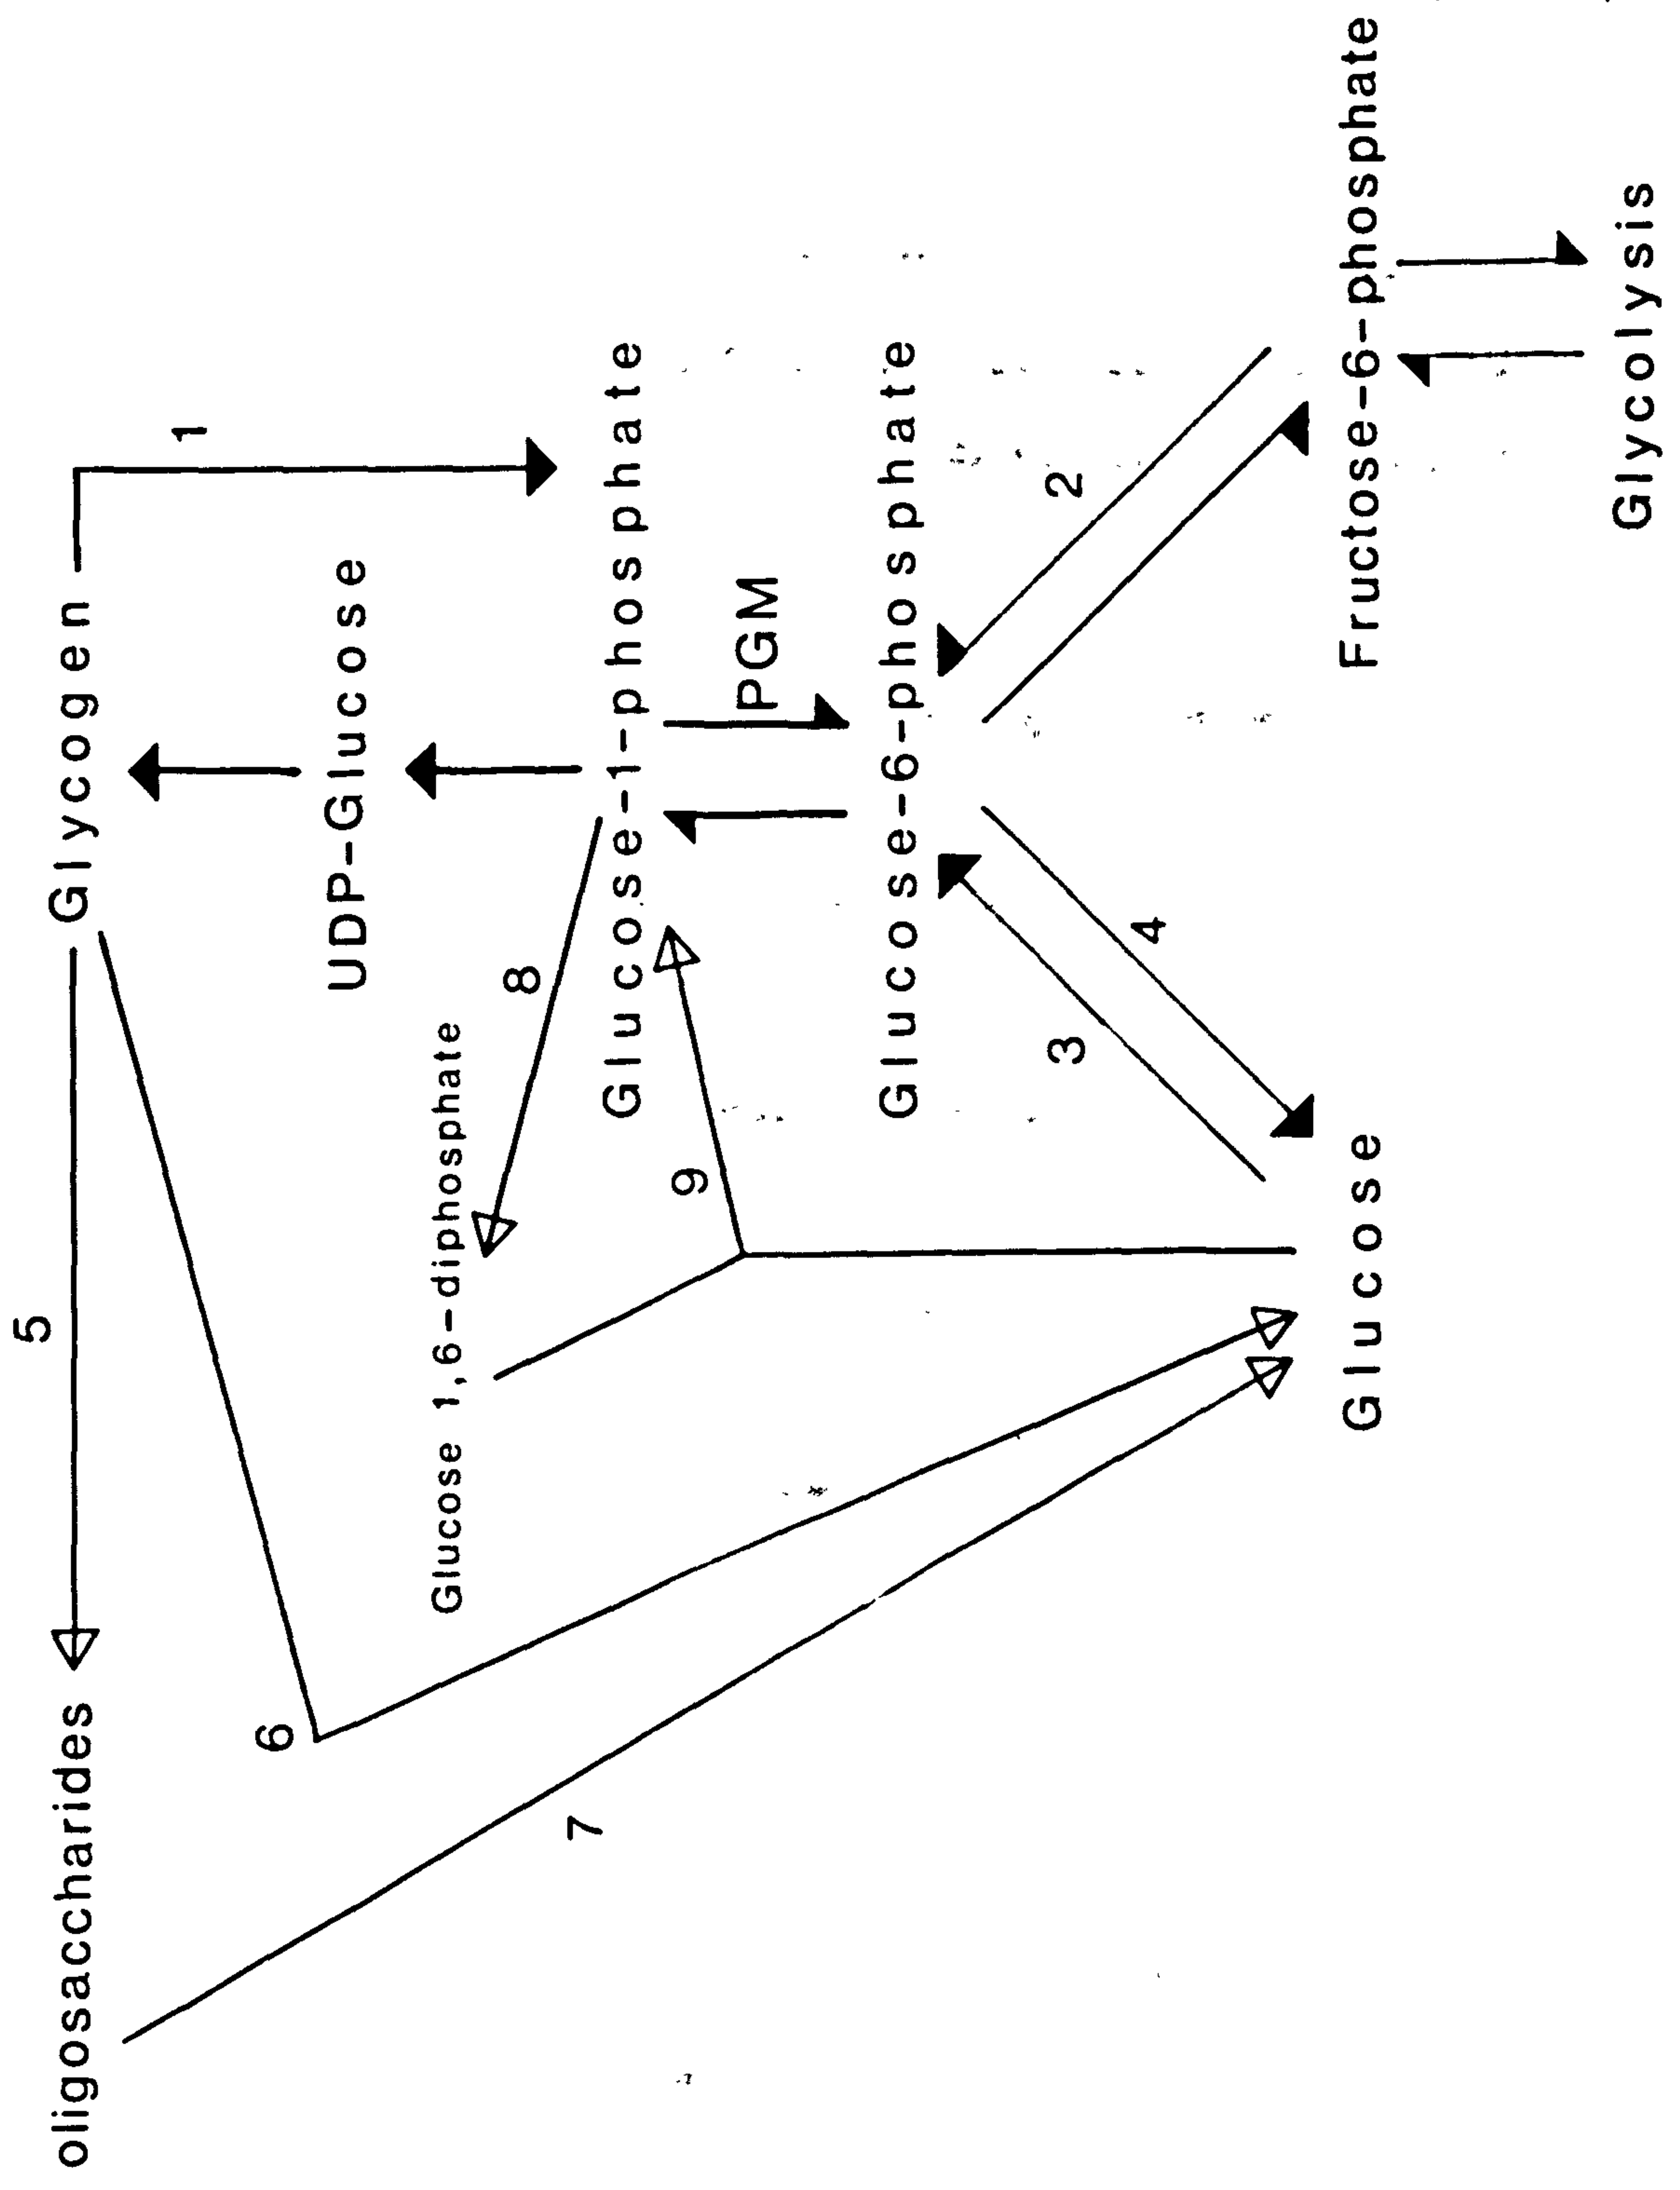 5
oligosaccharides
Glycogen
1
6
UDP-Glucose
Glucose 1,6-diphosphate
8
7
Glucose-1-phosphate
9
PGM
Glucose-6-phosphate
3
2
4
Glucose
Fructose-6-phosphate
Glycolysis